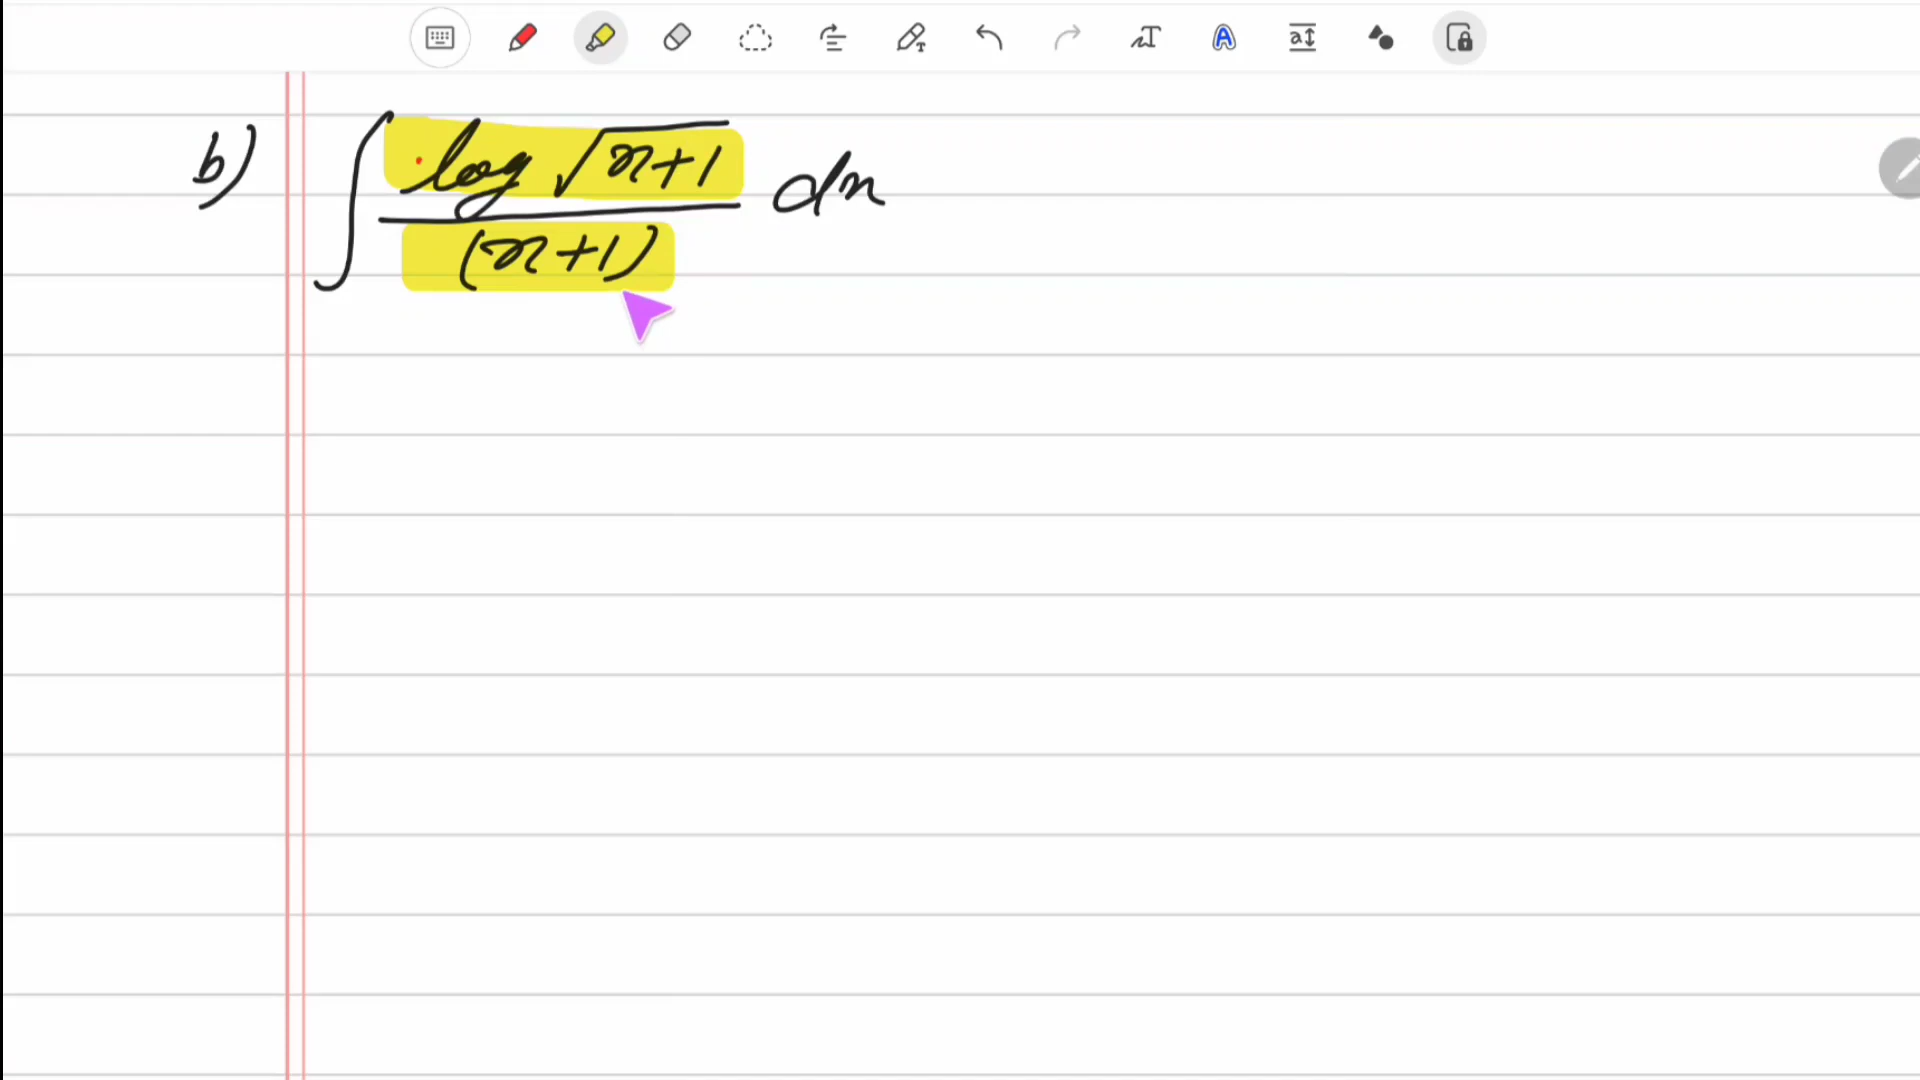 b) ∫ log √x+1 / (x+1) dx